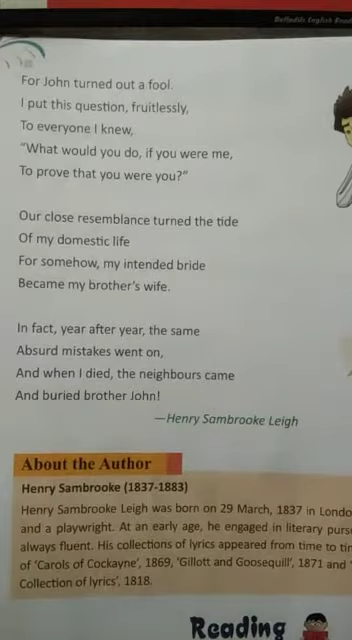 Daffodils English Read
For John turned out a fool.
I put this question, fruitlessly,
To everyone I knew,
"What would you do, if you were me,
To prove that you were you?"
Our close resemblance turned the tide
Of my domestic life
For somehow, my intended bride
Became my brother's wife.
In fact, year after year, the same
Absurd mistakes went on,
And when I died, the neighbours came
And buried brother John!
—Henry Sambrooke Leigh
About the Author
Henry Sambrooke (1837-1883)
Henry Sambrooke Leigh was born on 29 March, 1837 in Londo
and a playwright. At an early age, he engaged in literary purs
always fluent. His collections of lyrics appeared from time to tim
of 'Carols of Cockayne', 1869, 'Gillott and Goosequill', 1871 and '
Collection of lyrics', 1818.
Reading